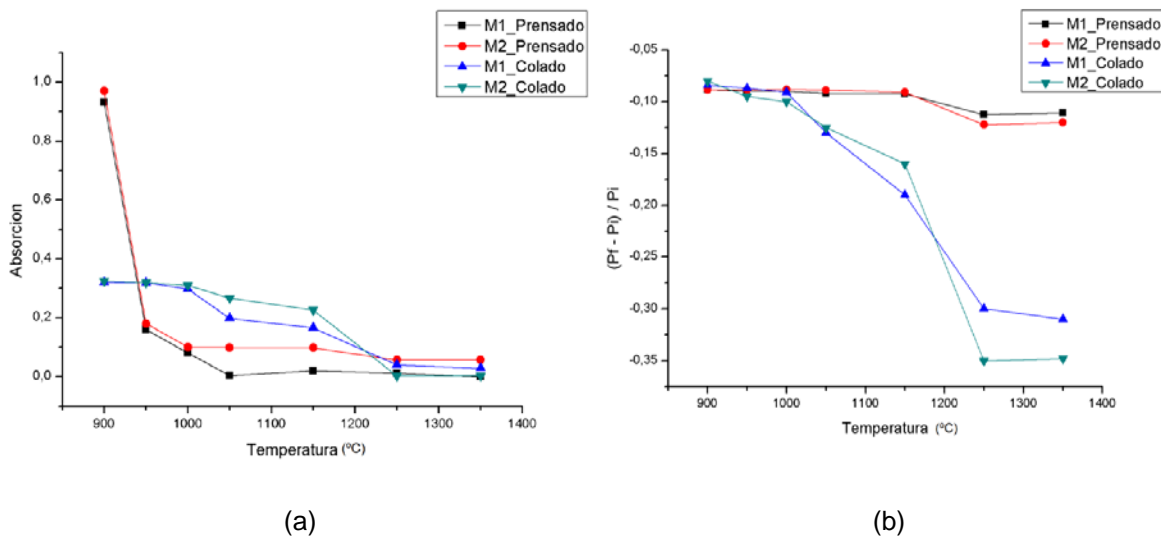 M1_Prensado
M2_Prensado
M1_Colado
M2_Colado
1,0
0,8
0,6
0,4
0,2
0,0
Absorcion
900 1000 1100 1200 1300 1400
Temperatura (ºC)
(a)
M1_Prensado
M2_Prensado
M1_Colado
M2_Colado
-0,05
-0,10
-0,15
-0,20
-0,25
-0,30
-0,35
(Pf - Pi) / Pi
900 1000 1100 1200 1300 1400
Temperatura (ºC)
(b)